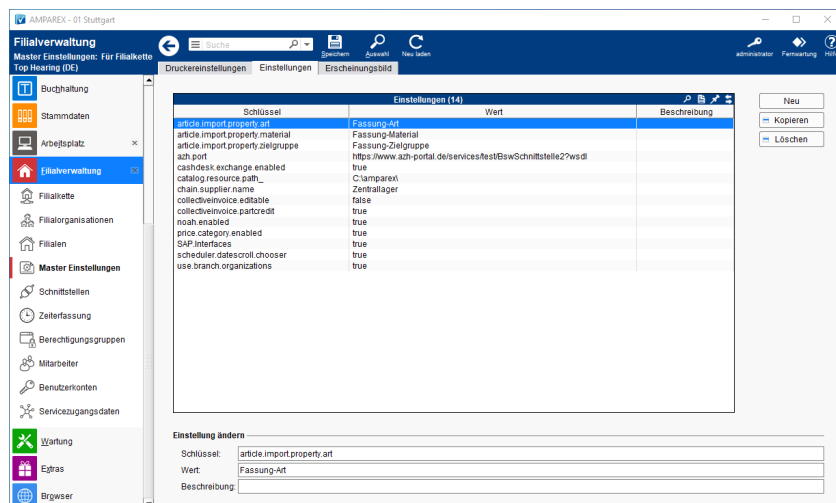 AMPAREX - 01 Stuttgart
Filialverwaltung
Master Einstellungen: Für Filialkette
Top Hearing (DE)
Suche
Speichern
Auswahl
Neu laden
administrator
Fernwartung
Hilfe
Druckereinstellungen
Einstellungen
Erscheinungsbild
Buchhaltung
Stammdaten
Arbeitsplatz
Filialverwaltung
Filialkette
Filialorganisationen
Filialen
Master Einstellungen
Schnittstellen
Zeiterfassung
Berechtigungsgruppen
Mitarbeiter
Benutzerkonten
Servicezugangsdaten
Wartung
Extras
Browser
Einstellungen (14)
Schlüssel Wert Beschreibung
article.import.property.art Fassung-Art
article.import.property.material Fassung-Material
article.import.property.zielgruppe Fassung-Zielgruppe
azh.port https://www.azh-portal.de/services/test/BswSchnittstelle2?wsdl
cashdesk.exchange.enabled true
catalog.resource.path_ C:\amparex\
chain.supplier.name Zentrallager
collectiveinvoice.editable false
collectiveinvoice.partcredit true
noah.enabled true
price.category.enabled true
SAP.Interfaces true
scheduler.datescroll.chooser true
use.branch.organizations true
Neu
Kopieren
Löschen
Einstellung ändern
Schlüssel: article.import.property.art
Wert: Fassung-Art
Beschreibung: